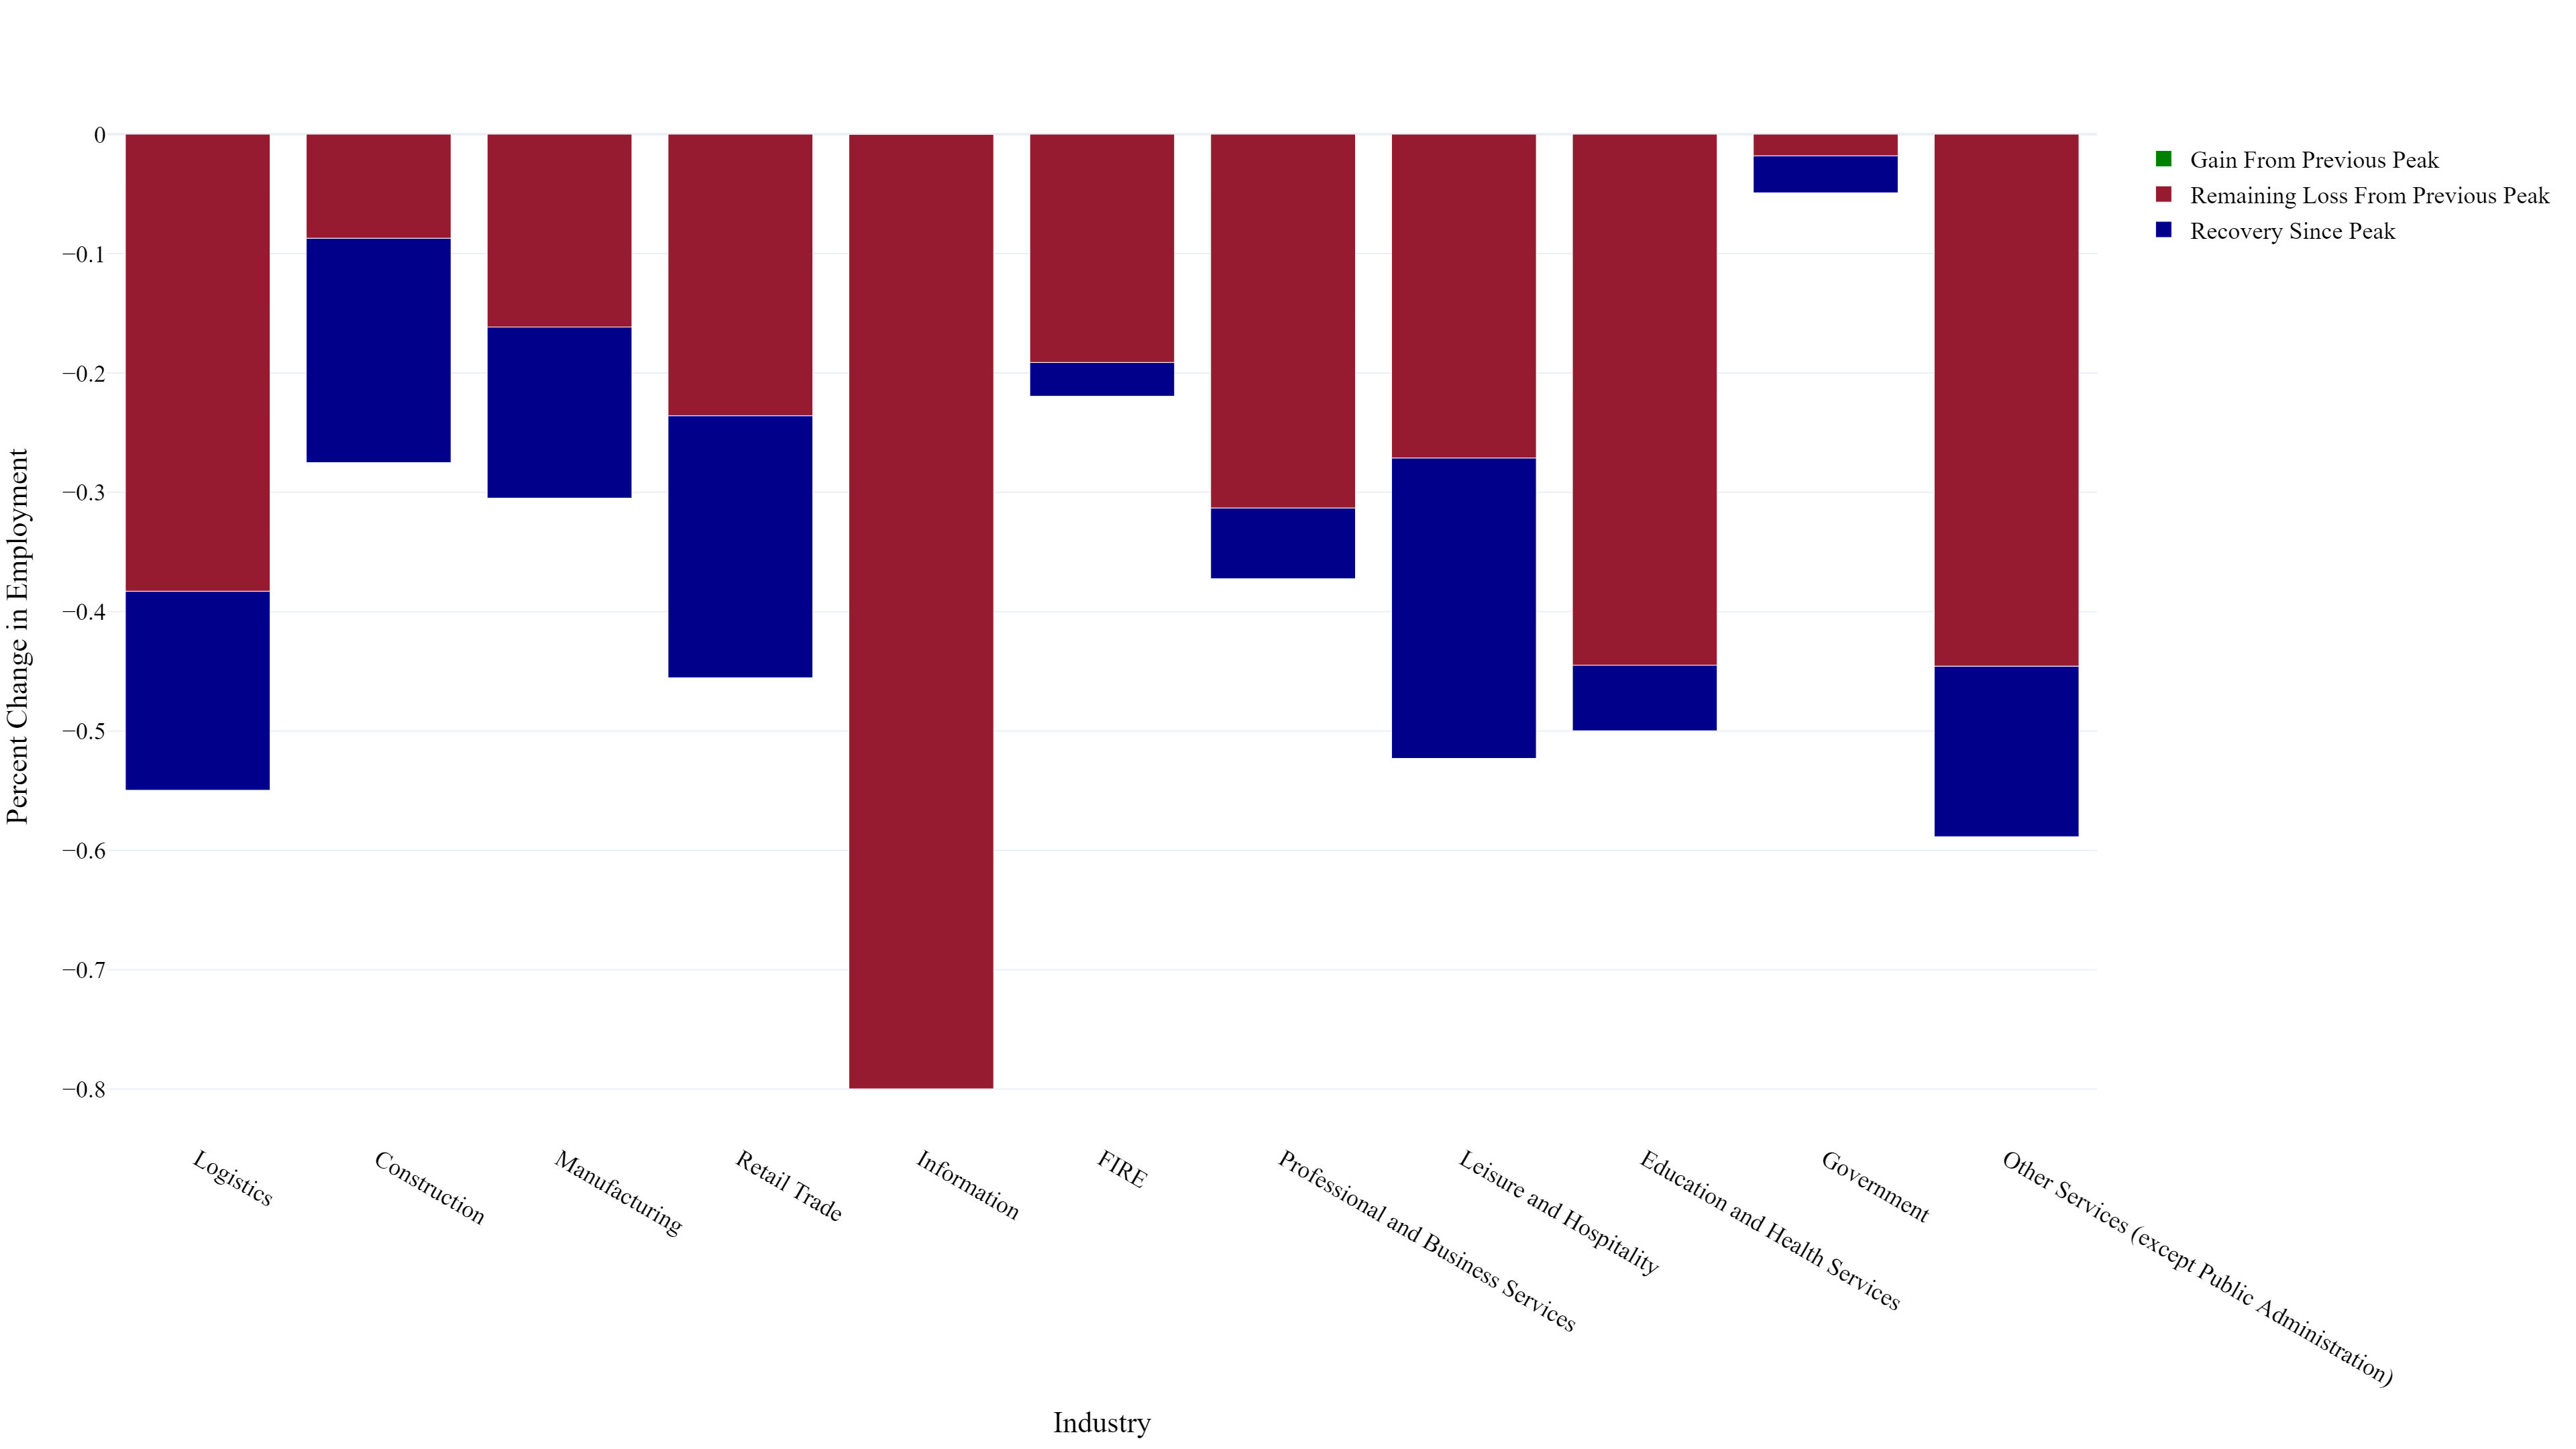 0
−0.1
−0.2
−0.3
−0.4
−0.5
−0.6
−0.7
−0.8
Percent Change in Employment
Logistics
Construction
Manufacturing
Retail Trade
Information
FIRE
Professional and Business Services
Leisure and Hospitality
Education and Health Services
Government
Other Services (except Public Administration)
Industry
Gain From Previous Peak
Remaining Loss From Previous Peak
Recovery Since Peak